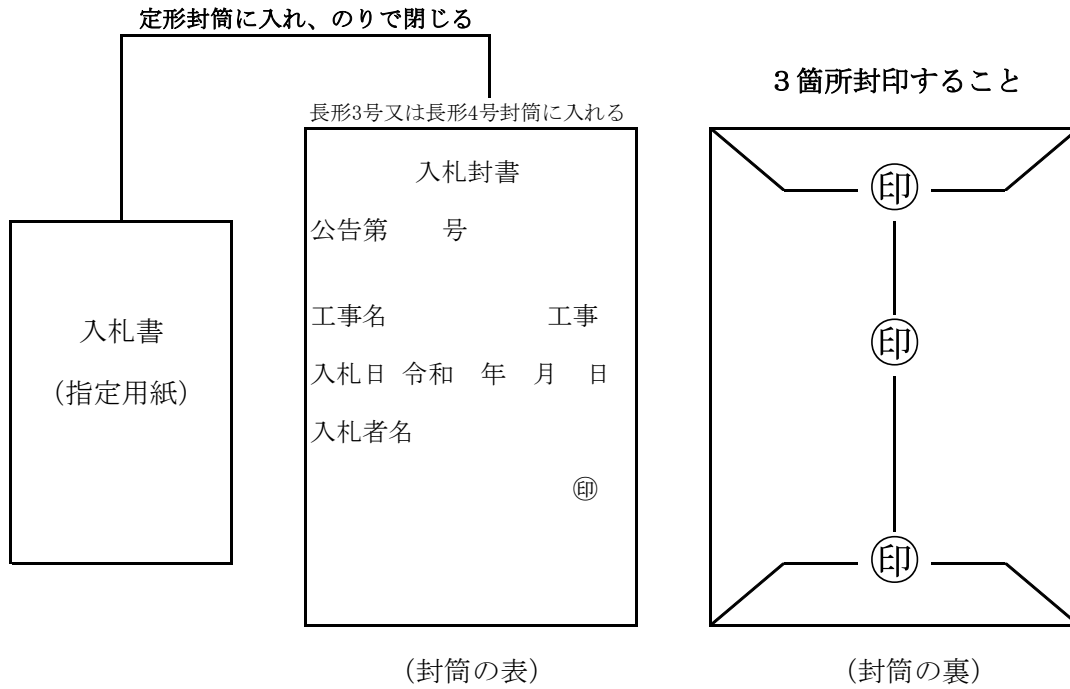 定形封筒に入れ、のりで閉じる
長形3号又は長形4号封筒に入れる
入札書
（指定用紙）
入札封書
公告第　　号
工事名　　　　　　工事
入札日 令和　年　月　日
入札者名
㊞
（封筒の表）
３箇所封印すること
㊞
㊞
㊞
（封筒の裏）